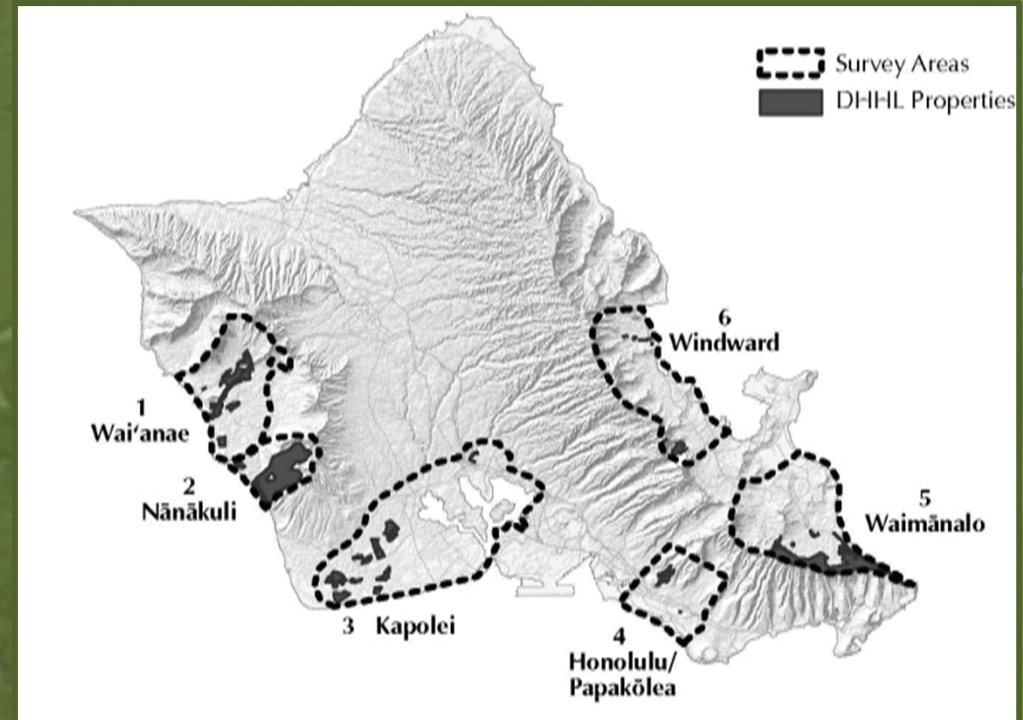 Survey Areas
DHHL Properties
6
Windward
1
Waiʻanae
2
Nānākuli
5
Waimānalo
3 Kapolei
4
Honolulu/
Papakōlea